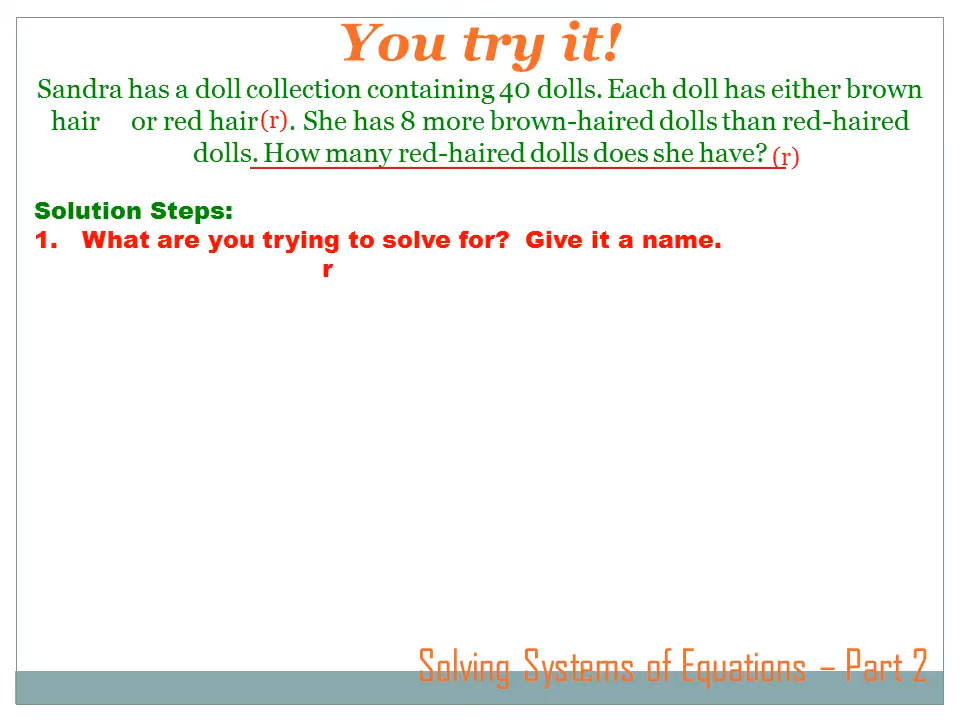 You try it!
Sandra has a doll collection containing 40 dolls. Each doll has either brown
hair or red hair (r). She has 8 more brown-haired dolls than red-haired
dolls. How many red-haired dolls does she have? (r)
Solution Steps:
1. What are you trying to solve for? Give it a name.
r
Solving Systems of Equations – Part 2